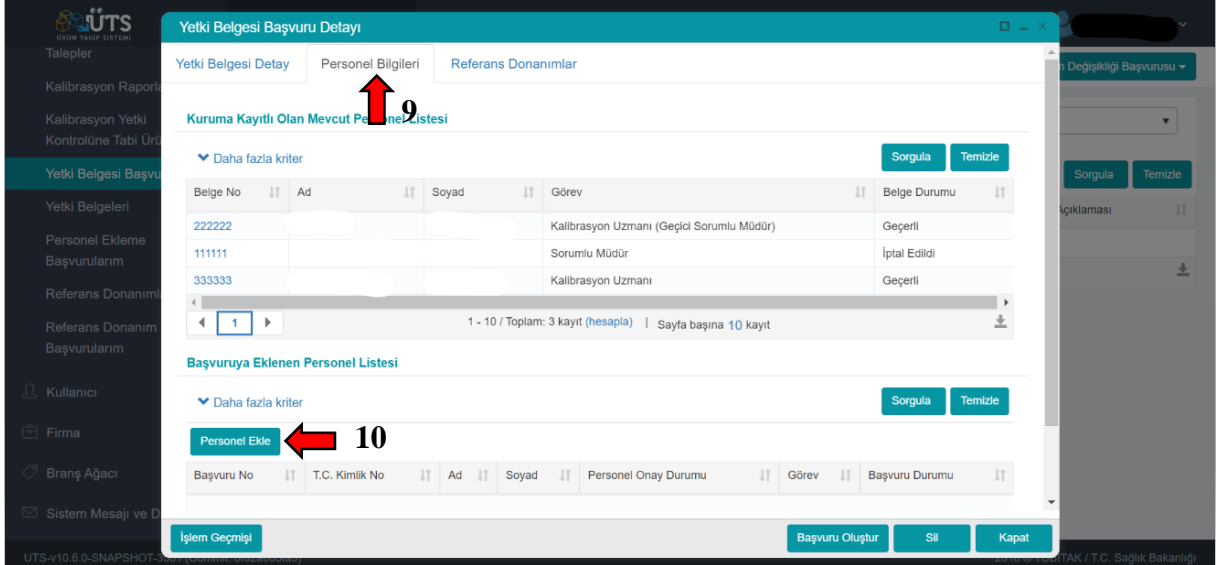 ÜTS
ÜRÜN TAKİP SİSTEMİ
Yetki Belgesi Başvuru Detayı
Talepler
Kalibrasyon Raporla
Kalibrasyon Yetki
Kontrolüne Tabi Ürü
Yetki Belgesi Başvu
Yetki Belgeleri
Personel Ekleme
Başvurularım
Referans Donanıml
Referans Donanım
Başvurularım
Kullanıcı
Firma
Branş Ağacı
Sistem Mesajı ve D
Yetki Belgesi Detay Personel Bilgileri Referans Donanımlar
9
Kuruma Kayıtlı Olan Mevcut Personel Listesi
Daha fazla kriter Sorgula Temizle
Belge No Ad Soyad Görev Belge Durumu
222222 Kalibrasyon Uzmanı (Geçici Sorumlu Müdür) Geçerli
111111 Sorumlu Müdür İptal Edildi
333333 Kalibrasyon Uzmanı Geçerli
1 1 - 10 / Toplam: 3 kayıt (hesapla) | Sayfa başına 10 kayıt
Başvuruya Eklenen Personel Listesi
Daha fazla kriter Sorgula Temizle
Personel Ekle 10
Başvuru No T.C. Kimlik No Ad Soyad Personel Onay Durumu Görev Başvuru Durumu
İşlem Geçmişi Başvuru Oluştur Sil Kapat
Değişikliği Başvurusu
Sorgula Temizle
Açıklaması
UTS-v10.6.0-SNAPSHOT-3
TÜBİTAK / T.C. Sağlık Bakanlığı